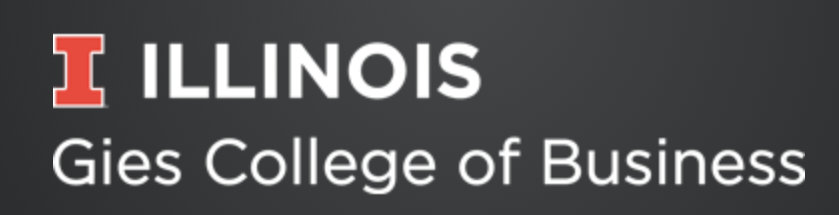 I ILLINOIS
Gies College of Business